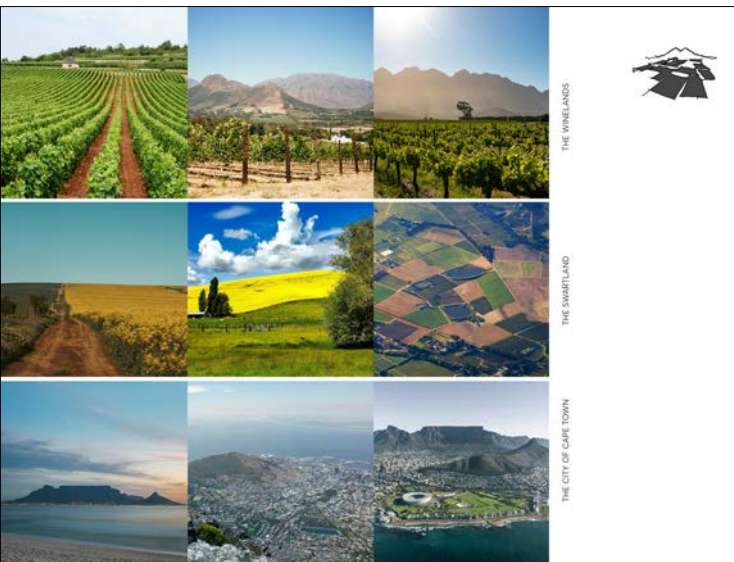 THE WINELANDS
THE SWARTLAND
THE CITY OF CAPE TOWN